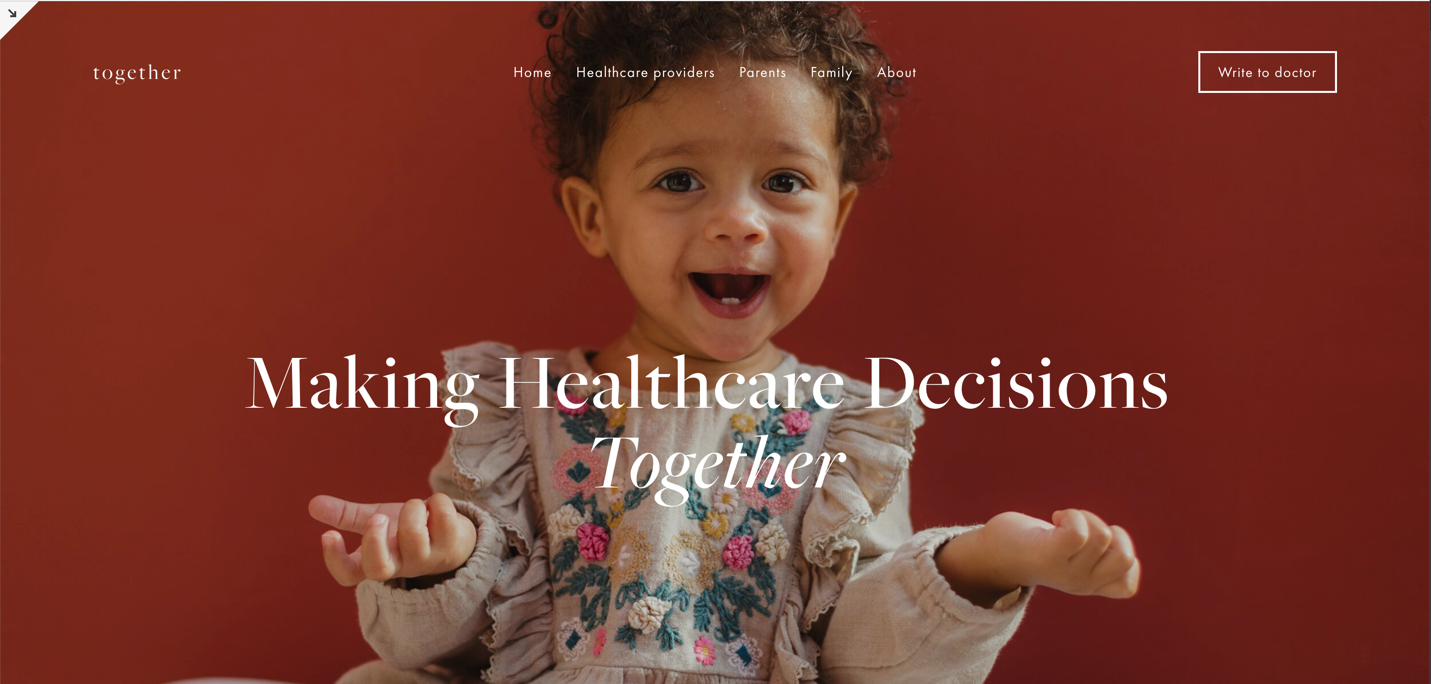 together
Home Healthcare providers Parents Family About
Write to doctor
Making Healthcare Decisions
Together